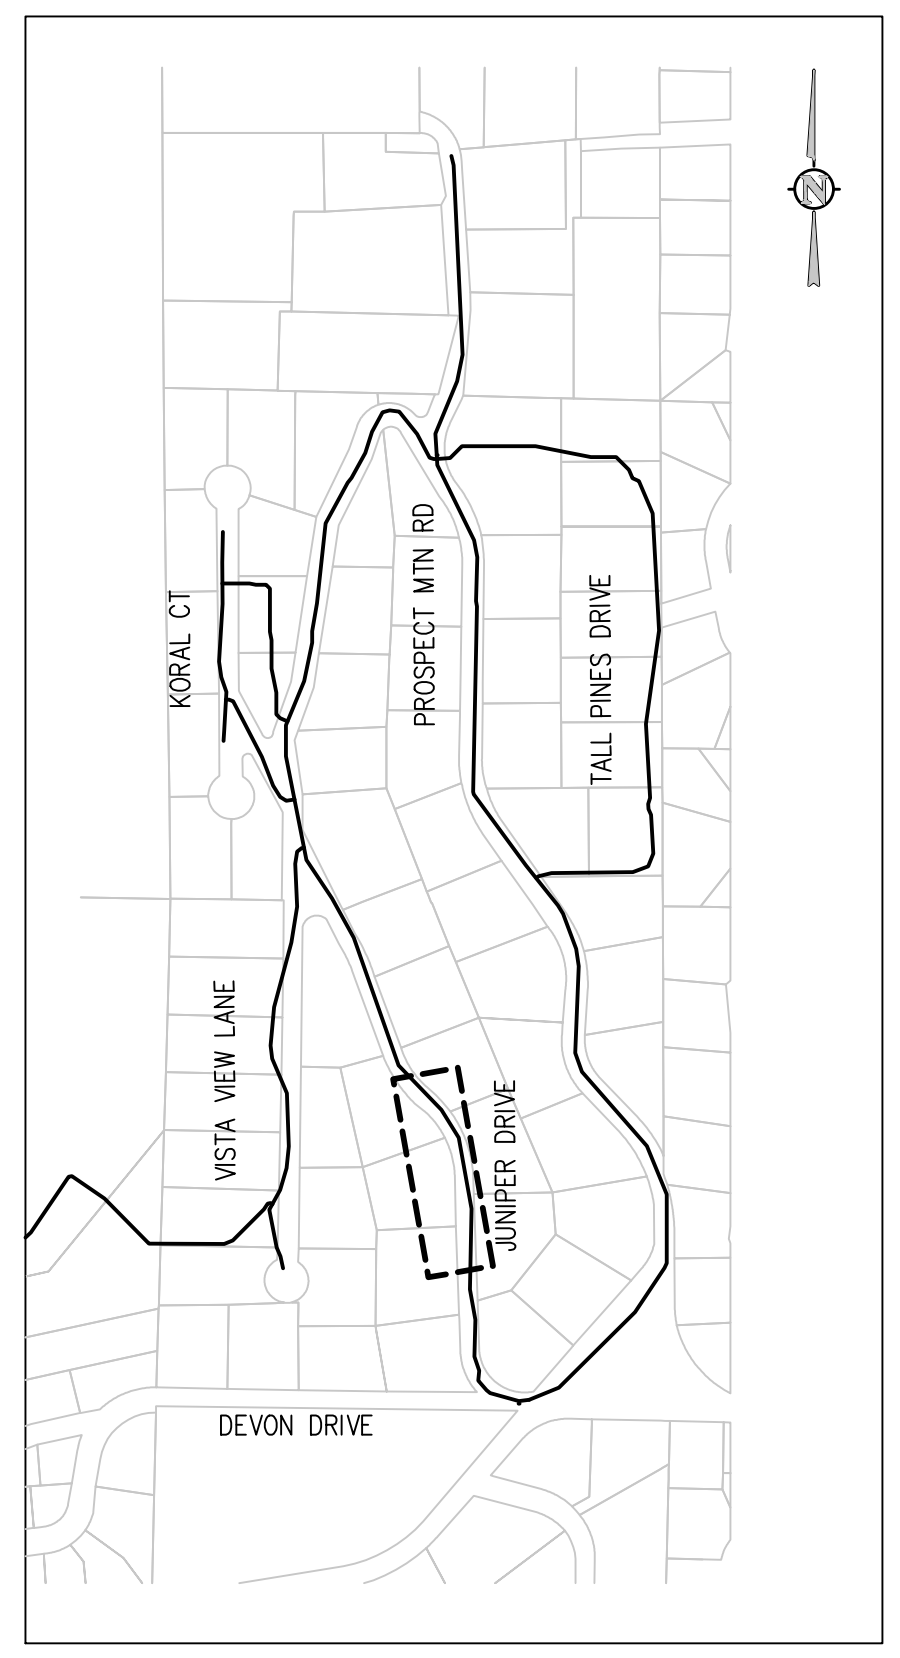 N
KORAL CT
PROSPECT MTN RD
TALL PINES DRIVE
VISTA VIEW LANE
JUNIPER DRIVE
DEVON DRIVE